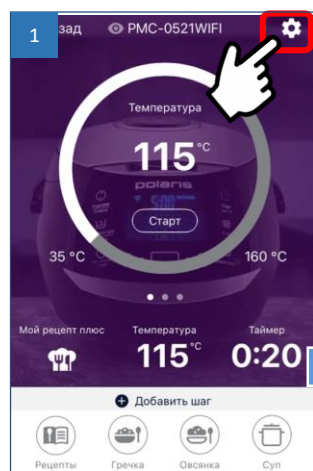 1
зад PMC-0521WIFI
Температура
115 °C
polaris
Старт
35 °C 160 °C
Мой рецепт плюс Температура Таймер
115 °C 0:20
Добавить шаг
Рецепты Гречка Овсянка Суп